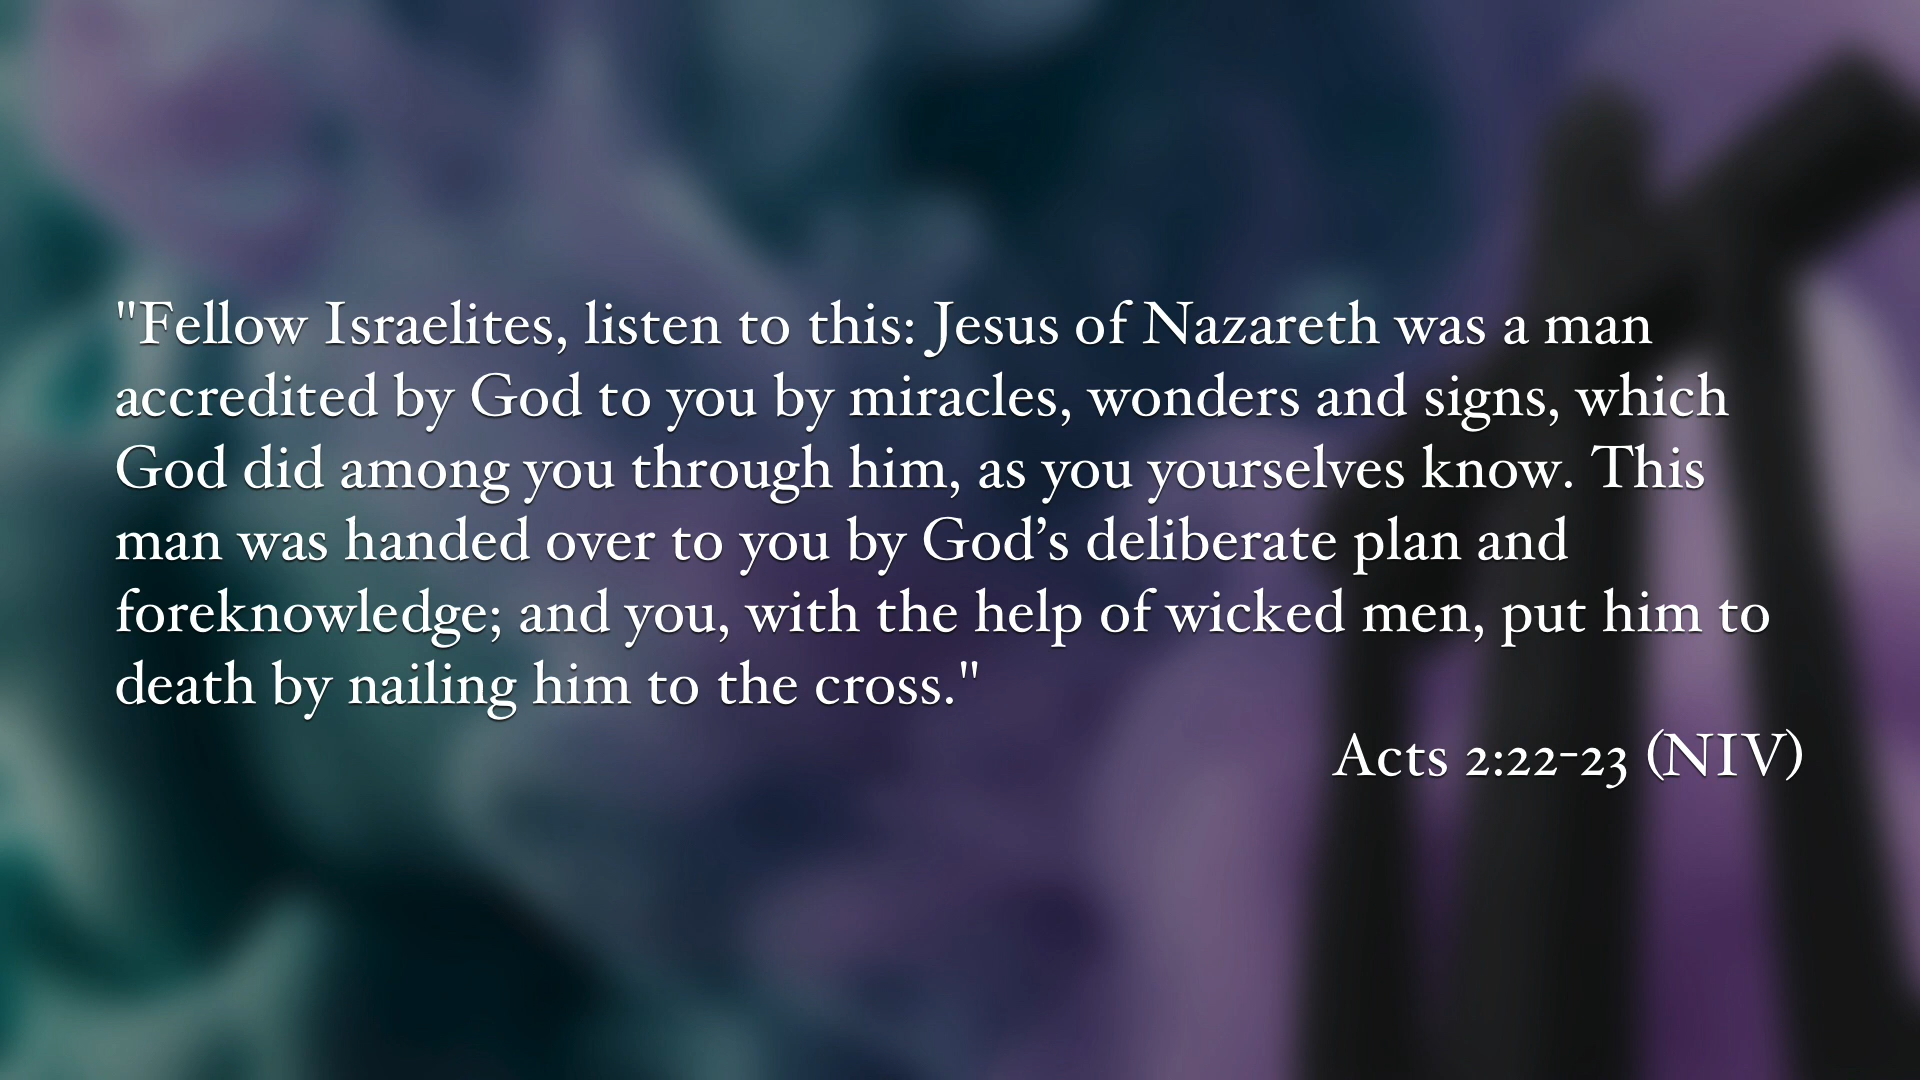 "Fellow Israelites, listen to this: Jesus of Nazareth was a man
accredited by God to you by miracles, wonders and signs, which
God did among you through him, as you yourselves know. This
man was handed over to you by God’s deliberate plan and
foreknowledge; and you, with the help of wicked men, put him to
death by nailing him to the cross."
Acts 2:22-23 (NIV)